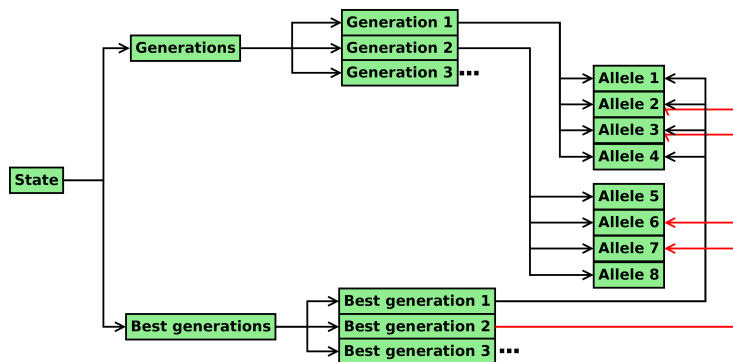 Generation 1
Generations
Generation 2
Generation 3
Allele 1
Allele 2
Allele 3
Allele 4
State
Allele 5
Allele 6
Allele 7
Allele 8
Best generation 1
Best generations
Best generation 2
Best generation 3